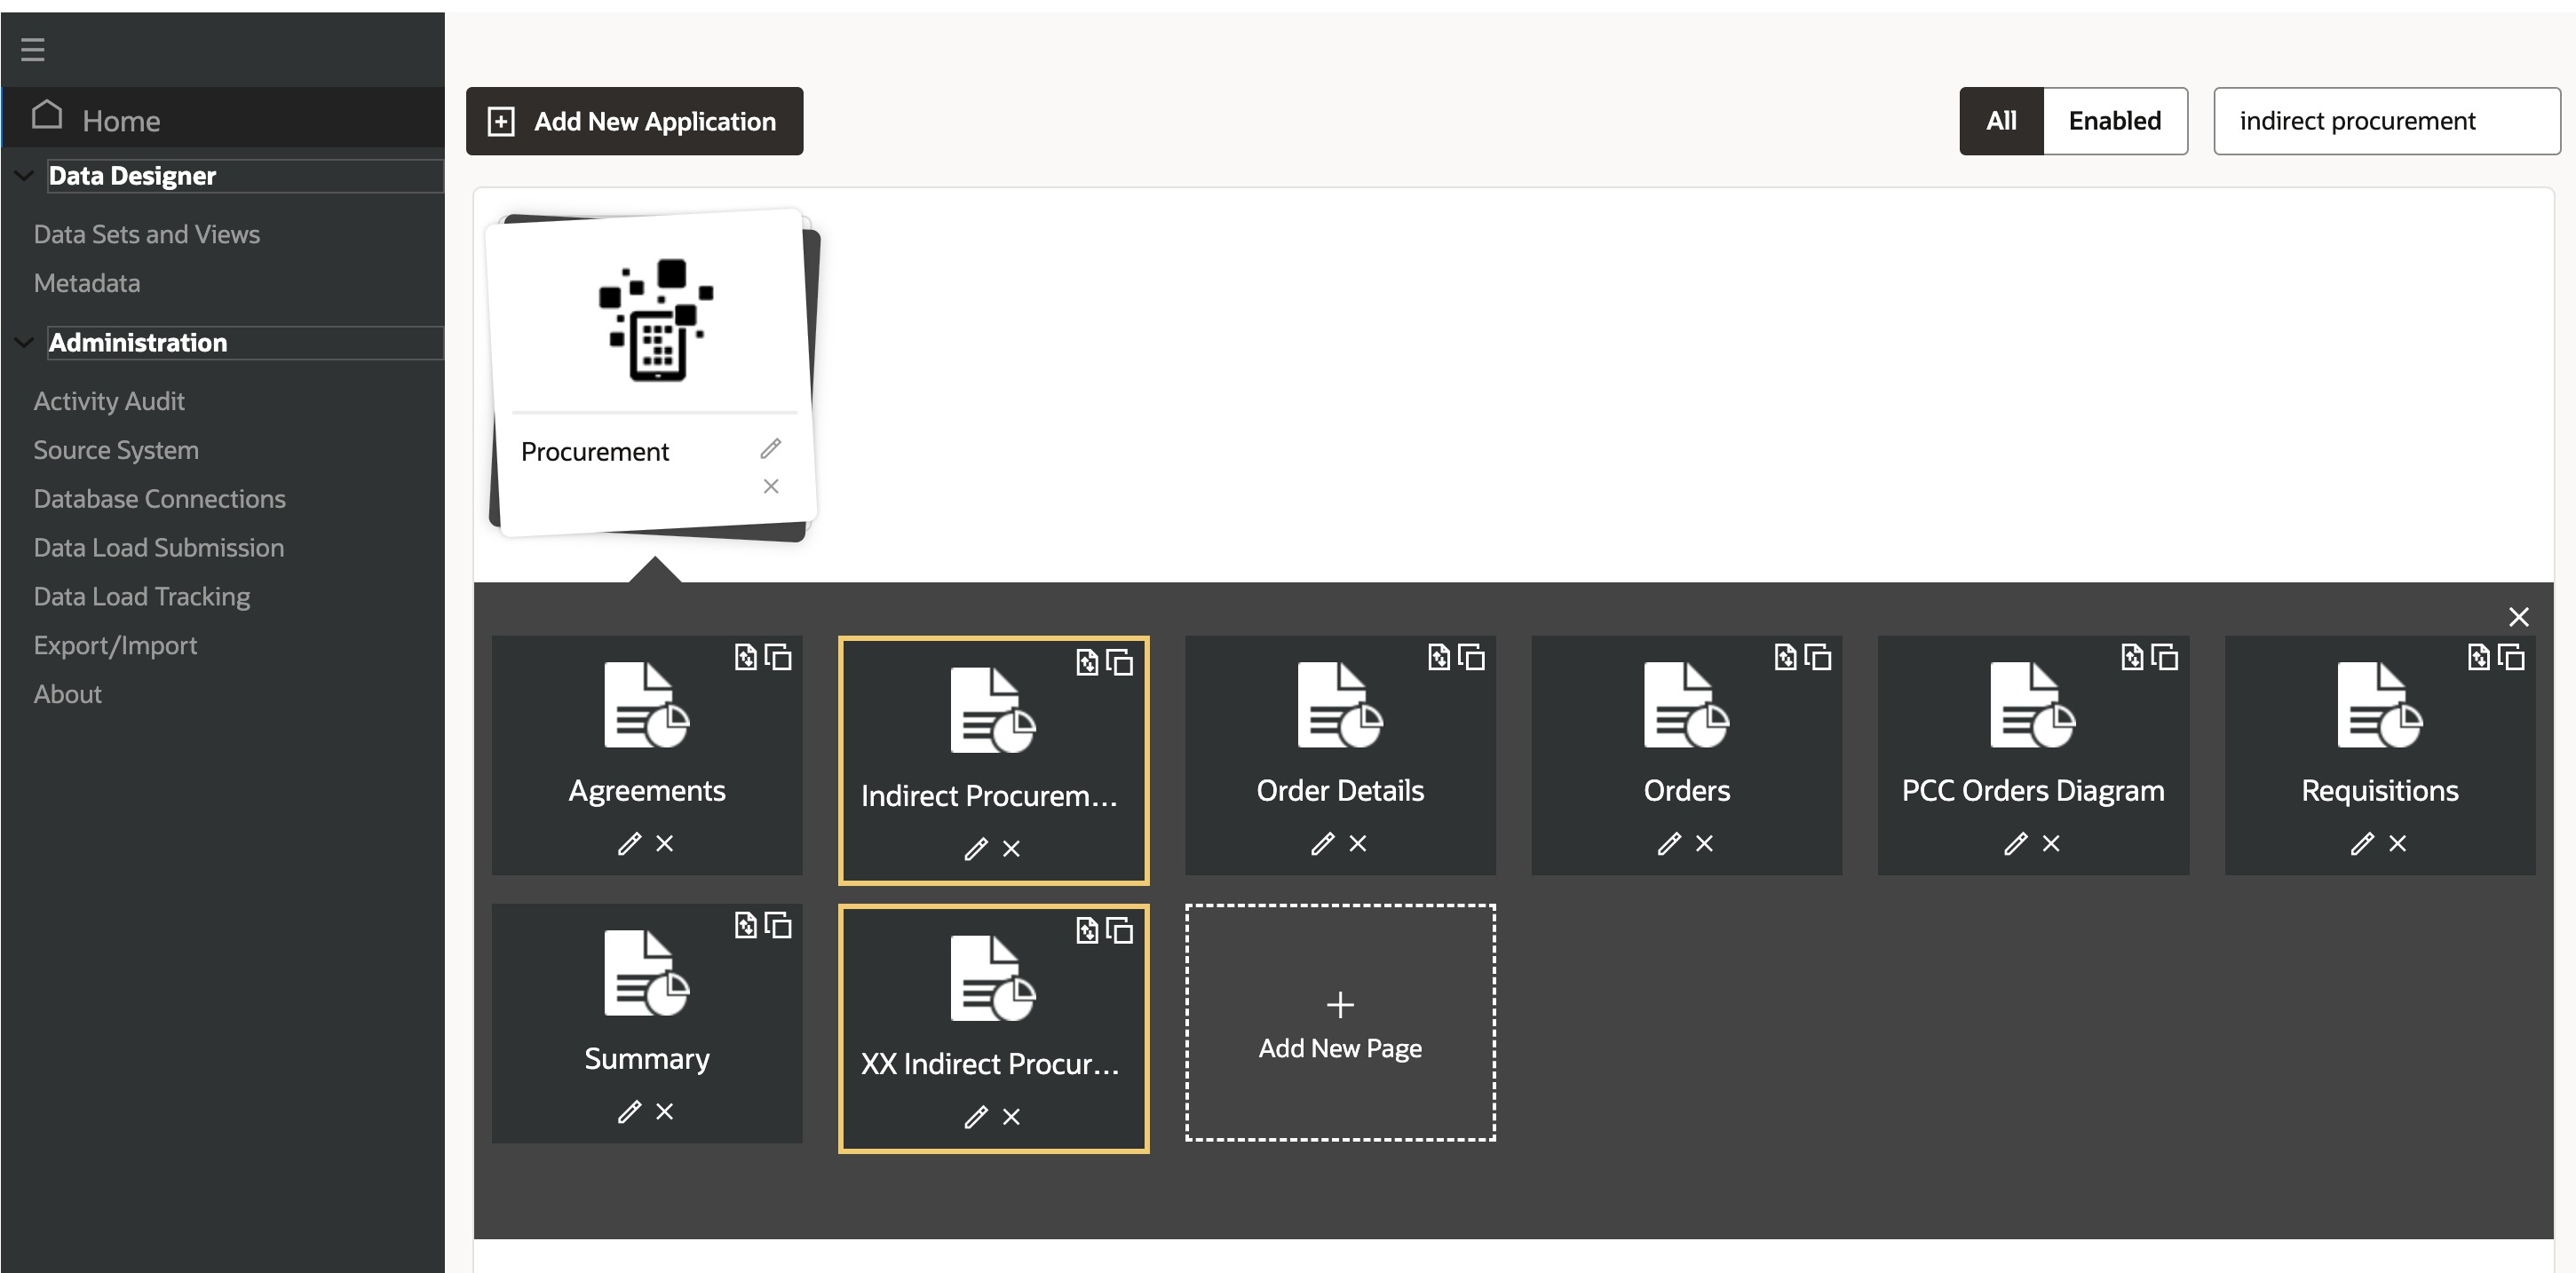 Home
Data Designer
Data Sets and Views
Metadata
Administration
Activity Audit
Source System
Database Connections
Data Load Submission
Data Load Tracking
Export/Import
About
Add New Application
All
Enabled
indirect procurement
Procurement
Agreements
Indirect Procurem...
Order Details
Orders
PCC Orders Diagram
Requisitions
Summary
XX Indirect Procur...
Add New Page